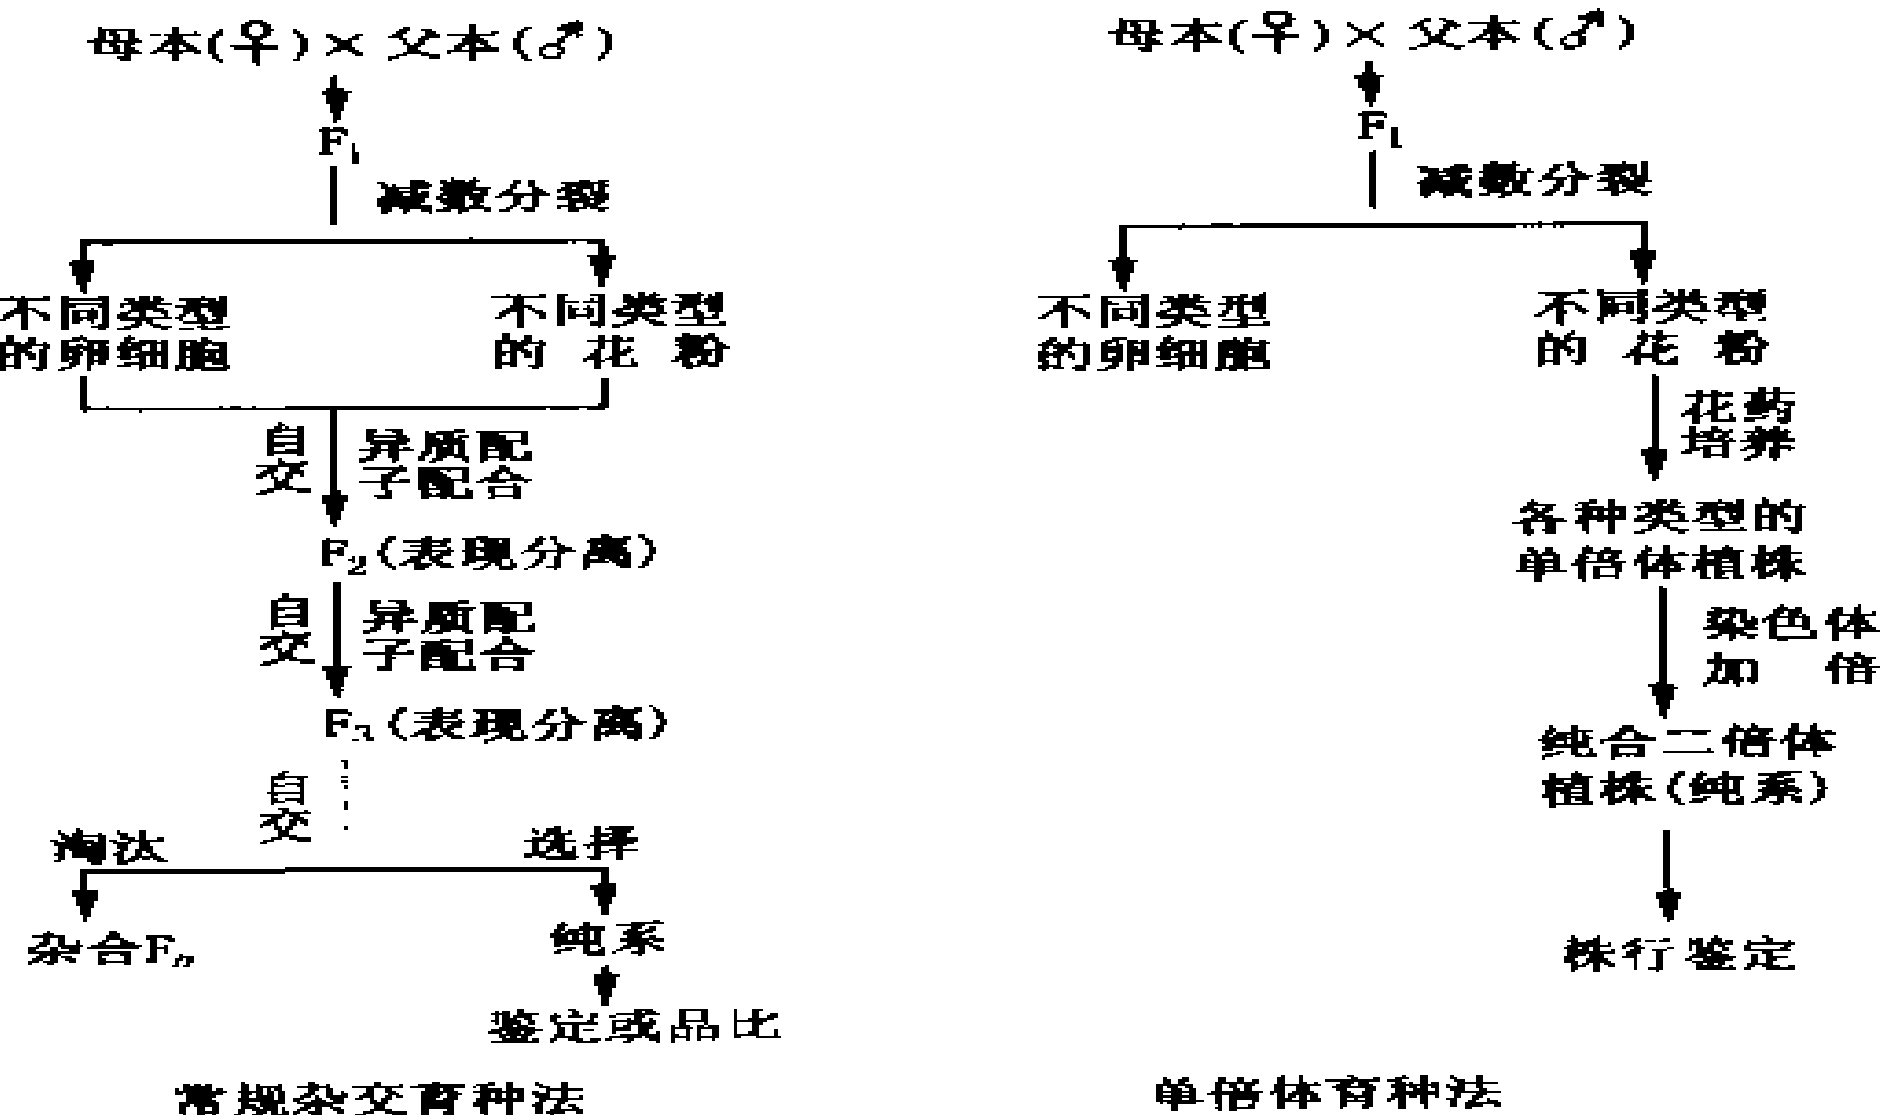 母本(♀)× 父本(♂)
F₁
减数分裂
不同类型
的卵细胞
不同类型
的 花 粉
自
交
异质配
子配合
F₂(表现分离)
自
交
异质配
子配合
F₃(表现分离)
自
交
淘汰
选择
杂合Fₙ
纯系
鉴定或品比
常规杂交育种法
母本(♀)× 父本(♂)
F₁
减数分裂
不同类型
的卵细胞
不同类型
的 花 粉
花药
培养
各种类型的
单倍体植株
染色体
加 倍
纯合二倍体
植株(纯系)
株行鉴定
单倍体育种法